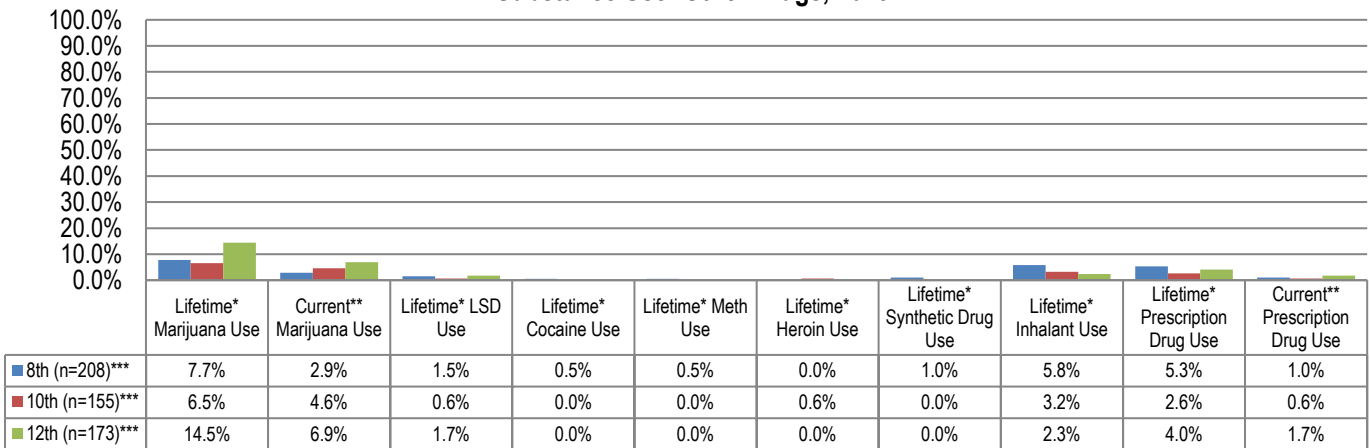 100.0%
90.0%
80.0%
70.0%
60.0%
50.0%
40.0%
30.0%
20.0%
10.0%
0.0%
Lifetime* Marijuana Use
Current** Marijuana Use
Lifetime* LSD Use
Lifetime* Cocaine Use
Lifetime* Meth Use
Lifetime* Heroin Use
Lifetime* Synthetic Drug Use
Lifetime* Inhalant Use
Lifetime* Prescription Drug Use
Current** Prescription Drug Use
8th (n=208)*** 7.7% 2.9% 1.5% 0.5% 0.5% 0.0% 1.0% 5.8% 5.3% 1.0%
10th (n=155)*** 6.5% 4.6% 0.6% 0.0% 0.0% 0.6% 0.0% 3.2% 2.6% 0.6%
12th (n=173)*** 14.5% 6.9% 1.7% 0.0% 0.0% 0.0% 0.0% 2.3% 4.0% 1.7%